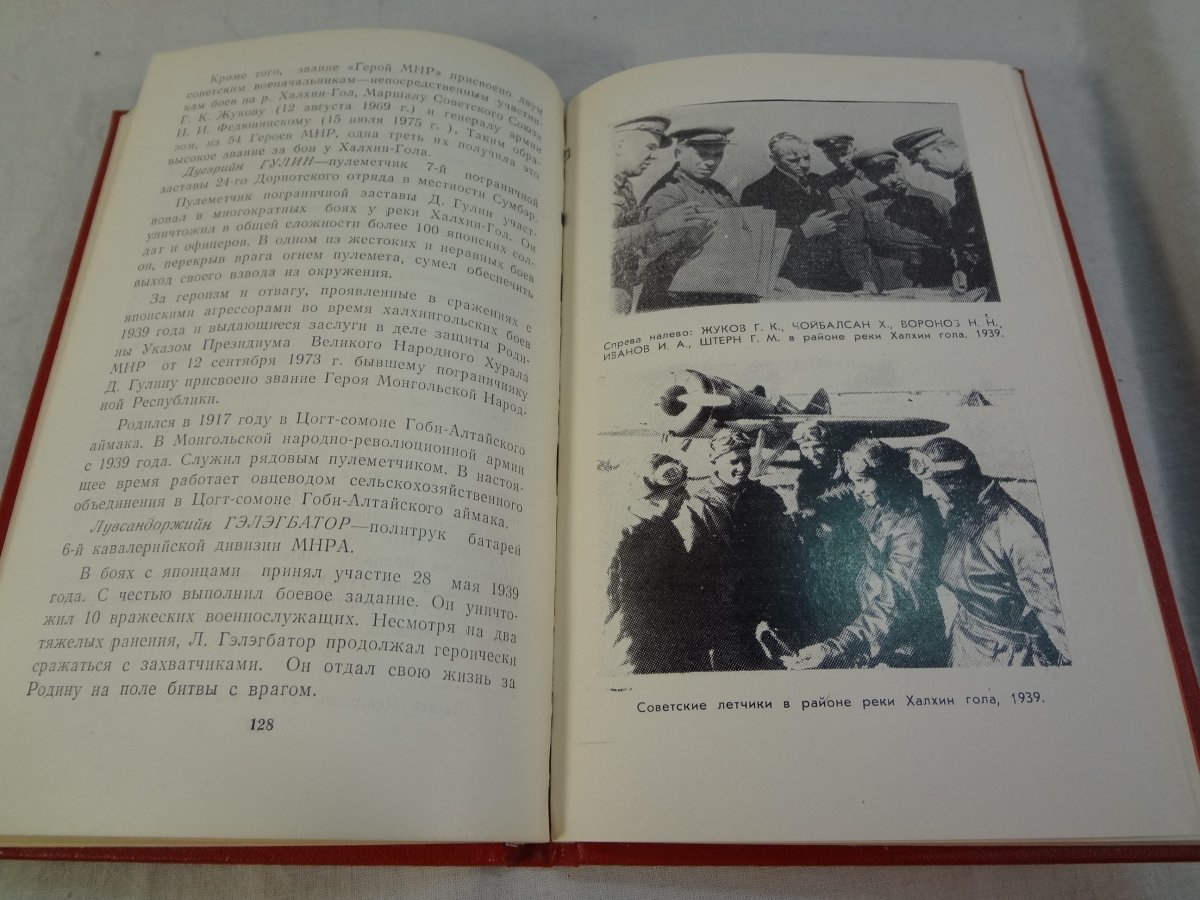 Кроме того, звание «Герой МНР» присвоено двум
советским военачальникам—непосредственным участни-
кам боев на р. Халхин-Гол, Маршалу Советского Союза
Г. К. Жукову (12 августа 1969 г.) и генералу армии
И. И. Федюнинскому (15 июля 1975 г. ). Таким обра-
зом, из 54 Героев МНР, одна треть их получила это
высокое звание за бои у Халхин-Гола.
Дугэрийн ГУЛИН—пулеметчик 7-й пограничной
заставы 24-го Дорнотского отряда в местности Сумбэр.
Пулеметчик пограничной заставы Д. Гулин участ-
вовал в многократных боях у реки Халхин-Гол. Он
уничтожил в общей сложности более 100 японских сол-
дат и офицеров. В одном из жестоких и неравных боев
он, перекрыв врага огнем пулемета, сумел обеспечить
выход своего взвода из окружения.
За героизм и отвагу, проявленные в сражениях с
японскими агрессорами во время халхингольских боев
1939 года и выдающиеся заслуги в деле защиты Роди-
ны Указом Президиума Великого Народного Хурала
МНР от 12 сентября 1973 г. бывшему пограничнику
Д. Гулину присвоено звание Героя Монгольской Народ-
ной Республики.
Родился в 1917 году в Цогт-сомоне Гоби-Алтайского
аймака. В Монгольской народно-революционной армии
с 1939 года. Служил рядовым пулеметчиком. В настоя-
щее время работает овцеводом сельскохозяйственного
объединения в Цогт-сомоне Гоби-Алтайского аймака.
Лувсандоржийн ГЭЛЭГБАТОР—политрук батарей
6-й кавалерийской дивизии МНРА.
В боях с японцами принял участие 28 мая 1939
года. С честью выполнил боевое задание. Он уничто-
жил 10 вражеских военнослужащих. Несмотря на два
тяжелых ранения, Л. Гэлэгбатор продолжал героически
сражаться с захватчиками. Он отдал свою жизнь за
Родину на поле битвы с врагом.
128
Справа налево: ЖУКОВ Г. К., ЧОЙБАЛСАН Х., ВОРОНОВ Н. Н.,
ИВАНОВ И. А., ШТЕРН Г. М. в районе реки Халхин гола. 1939.
Советские летчики в районе реки Халхин гола, 1939.